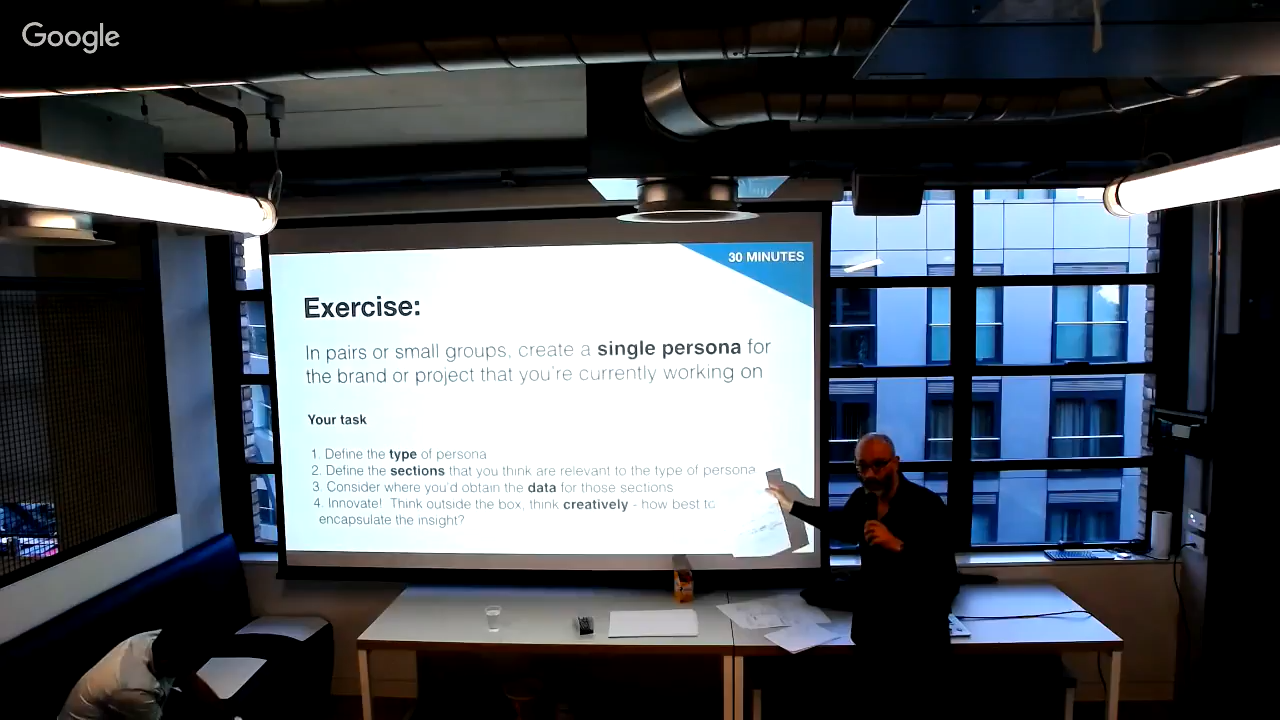 Google
30 MINUTES
Exercise:
In pairs or small groups, create a single persona for
the brand or project that you're currently working on
Your task
1. Define the type of persona
2. Define the sections that you think are relevant to the type of persona
3. Consider where you'd obtain the data for those sections
4. Innovate! Think outside the box, think creatively - how best to
encapsulate the insight?